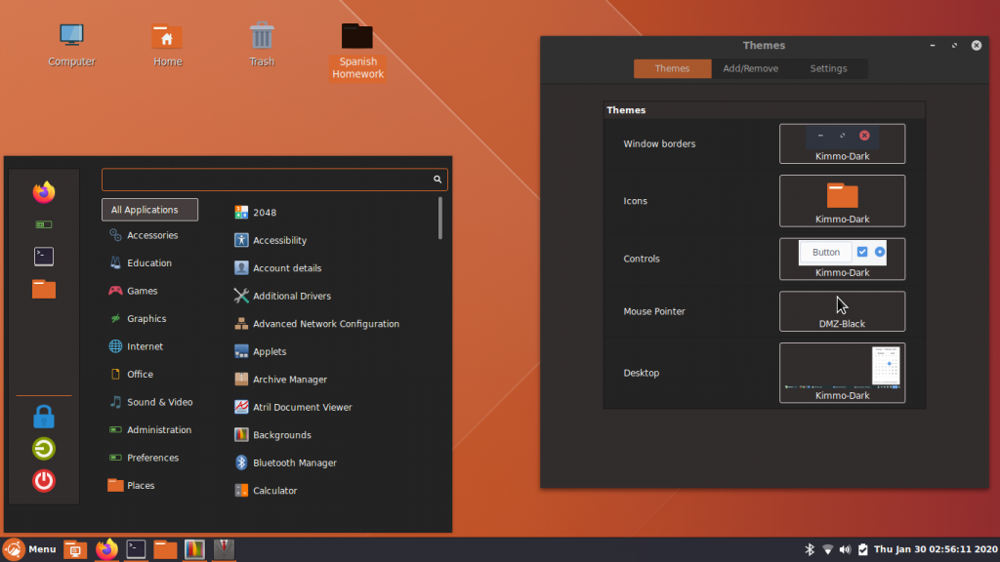 Computer
Home
Trash
Spanish
Homework
Themes
Themes
Add/Remove
Settings
Themes
Window borders
Kimmo-Dark
Icons
Kimmo-Dark
Controls
Button
Kimmo-Dark
Mouse Pointer
DMZ-Black
Desktop
Kimmo-Dark
All Applications
Accessories
Education
Games
Graphics
Internet
Office
Sound & Video
Administration
Preferences
Places
2048
Accessibility
Account details
Additional Drivers
Advanced Network Configuration
Applets
Archive Manager
Atril Document Viewer
Backgrounds
Bluetooth Manager
Calculator
Menu
Thu Jan 30 02:56:11 2020